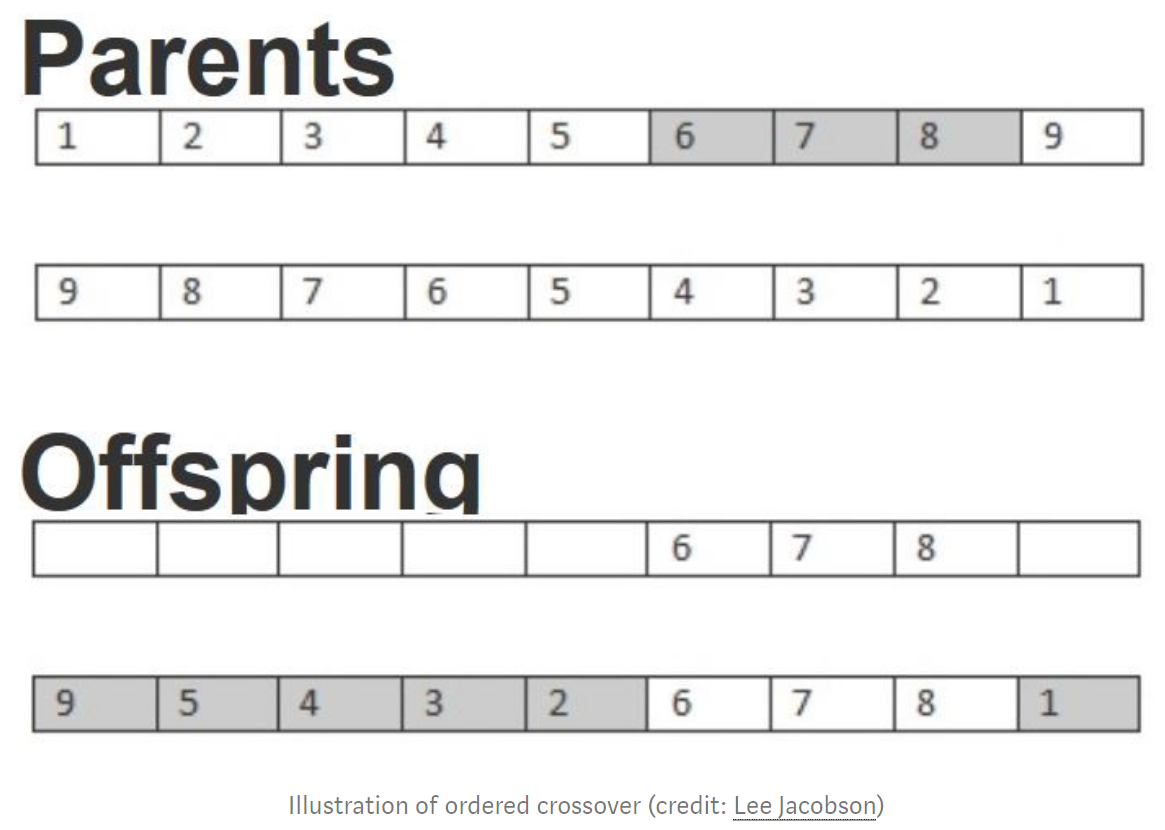 Parents
1 2 3 4 5 6 7 8 9
9 8 7 6 5 4 3 2 1
Offspring
6 7 8
9 5 4 3 2 6 7 8 1
Illustration of ordered crossover (credit: Lee Jacobson)